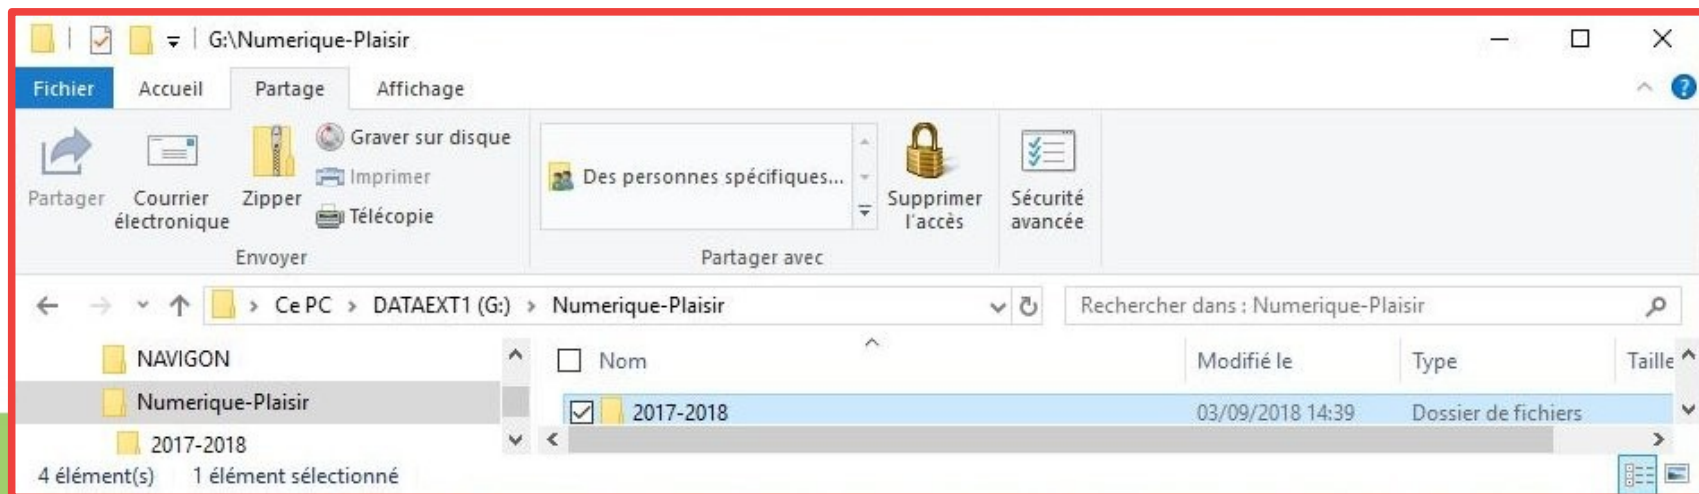 G:\Numerique-Plaisir
Fichier Accueil Partage Affichage
Partager
Courrier électronique
Zipper
Graver sur disque
Imprimer
Télécopie
Envoyer
Des personnes spécifiques...
Supprimer l'accès
Partager avec
Sécurité avancée
Ce PC > DATAEXT1 (G:) > Numerique-Plaisir
Rechercher dans : Numerique-Plaisir
NAVIGON
Numerique-Plaisir
2017-2018
Nom Modifié le Type Taille
2017-2018 03/09/2018 14:39 Dossier de fichiers
4 élément(s) 1 élément sélectionné